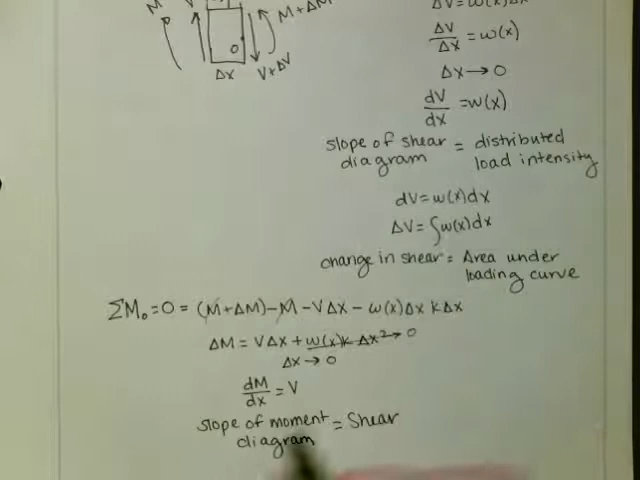 M
M+ΔM
O
Δx
V+ΔV
ΔV = w(x)Δx
ΔV/Δx = w(x)
Δx → 0
dV/dx = w(x)
slope of shear diagram = distributed load intensity
dV = w(x)dx
ΔV = ∫w(x)dx
change in shear = Area under loading curve
ΣM₀ = 0 = (M+ΔM) - M - VΔx - w(x)Δx kΔx
ΔM = VΔx + w(x)k Δx² → 0
Δx → 0
dM/dx = V
slope of moment diagram = Shear